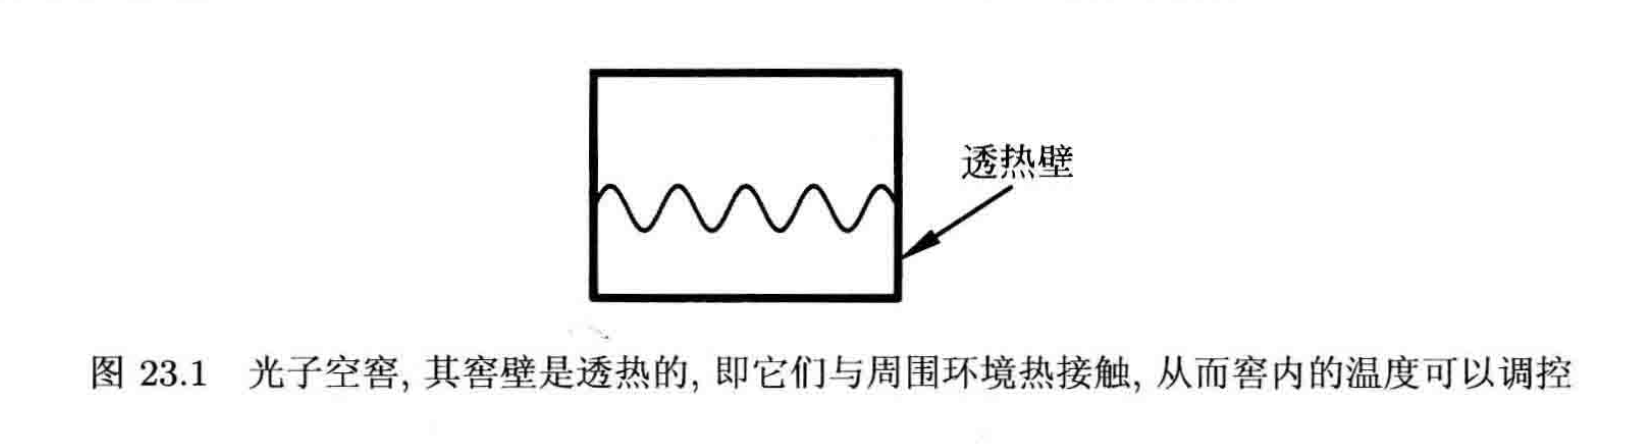 透热壁
图 23.1 光子空窖, 其窖壁是透热的, 即它们与周围环境热接触, 从而窖内的温度可以调控